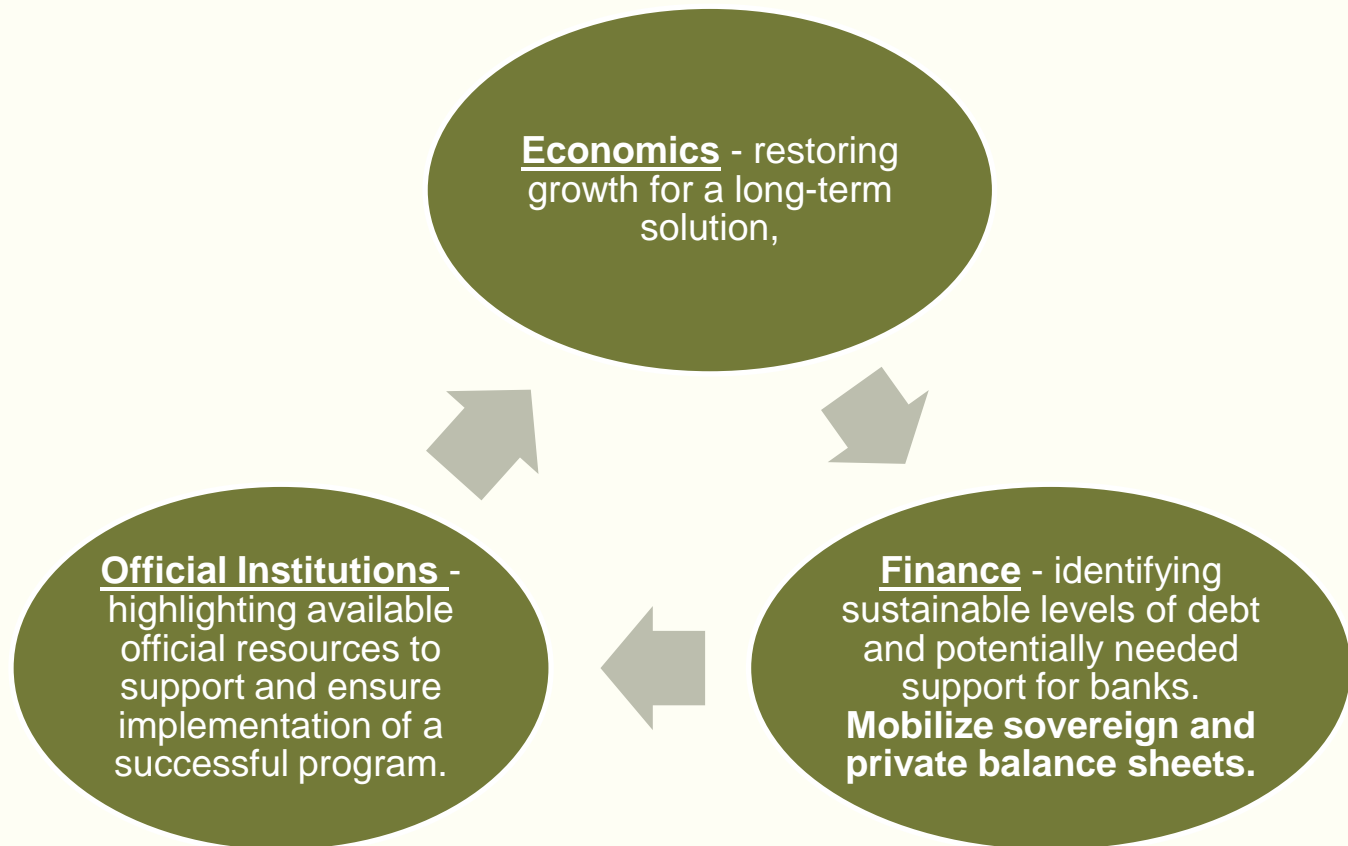 Economics - restoring
growth for a long-term
solution,
Official Institutions -
highlighting available
official resources to
support and ensure
implementation of a
successful program.
Finance - identifying
sustainable levels of debt
and potentially needed
support for banks.
Mobilize sovereign and
private balance sheets.